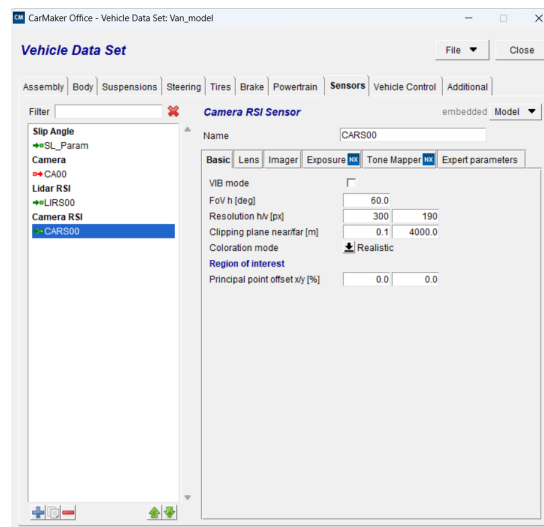 CM CarMaker Office - Vehicle Data Set: Van_model
Vehicle Data Set
File Close
Assembly Body Suspensions Steering Tires Brake Powertrain Sensors Vehicle Control Additional
Filter
Slip Angle
SL_Param
Camera
CA00
Lidar RSI
LIRS00
Camera RSI
CARS00
Camera RSI Sensor embedded Model
Name CARS00
Basic Lens Imager Exposure NX Tone Mapper NX Expert parameters
VIB mode
FoV h [deg] 60.0
Resolution h/v [px] 300 190
Clipping plane near/far [m] 0.1 4000.0
Coloration mode Realistic
Region of interest
Principal point offset x/y [%] 0.0 0.0